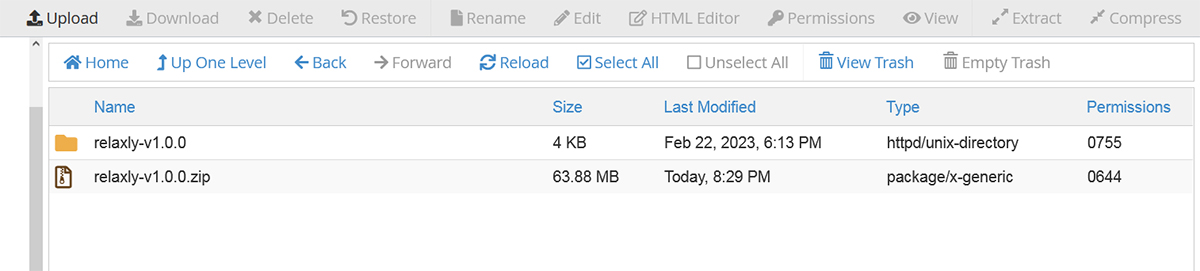 Upload Download Delete Restore Rename Edit HTML Editor Permissions View Extract Compress
Home Up One Level Back Forward Reload Select All Unselect All View Trash Empty Trash
Name Size Last Modified Type Permissions
relaxly-v1.0.0 4 KB Feb 22, 2023, 6:13 PM httpd/unix-directory 0755
relaxly-v1.0.0.zip 63.88 MB Today, 8:29 PM package/x-generic 0644